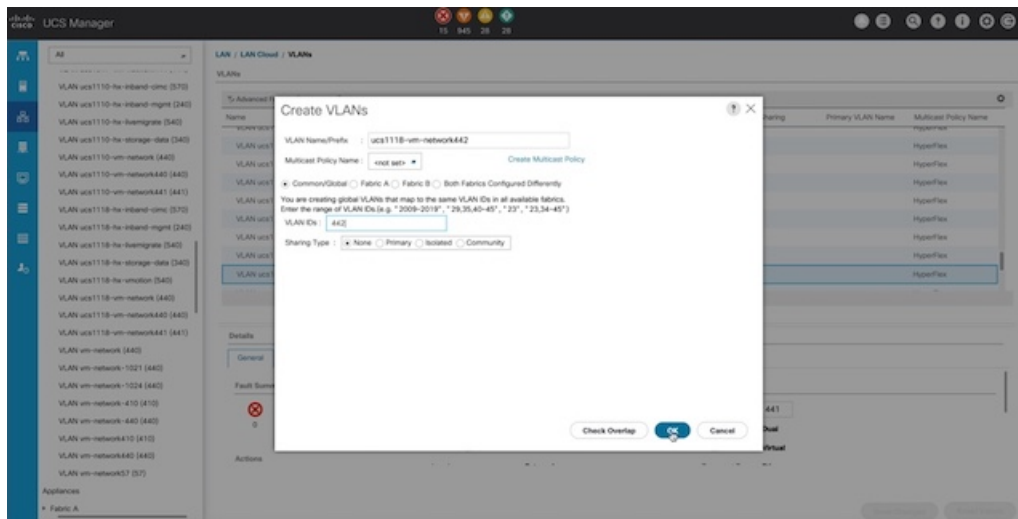 CISCO UCS Manager
15 945 28 28
All
LAN / LAN Cloud / VLANs
VLANs
VLAN ucs1110-hx-inband-cimc (570)
VLAN ucs1110-hx-inband-mgmt (240)
VLAN ucs1110-hx-livemigrate (540)
VLAN ucs1110-hx-storage-data (340)
VLAN ucs1110-vm-network (440)
VLAN ucs1110-vm-network440 (440)
VLAN ucs1110-vm-network441 (441)
VLAN ucs1118-hx-inband-cimc (570)
VLAN ucs1118-hx-inband-mgmt (240)
VLAN ucs1118-hx-livemigrate (540)
VLAN ucs1118-hx-storage-data (340)
VLAN ucs1118-hx-vmotion (540)
VLAN ucs1118-vm-network (440)
VLAN ucs1118-vm-network440 (440)
VLAN ucs1118-vm-network441 (441)
VLAN vm-network (440)
VLAN vm-network-1021 (440)
VLAN vm-network-1024 (440)
VLAN vm-network-410 (410)
VLAN vm-network-440 (440)
VLAN vm-network410 (410)
VLAN vm-network440 (440)
VLAN vm-network57 (57)
Appliances
Fabric A
Name
Sharing Primary VLAN Name Multicast Policy Name
HyperFlex
HyperFlex
HyperFlex
HyperFlex
HyperFlex
HyperFlex
HyperFlex
HyperFlex
Create VLANs
VLAN Name/Prefix : ucs1118-vm-network442
Multicast Policy Name : <not set> Create Multicast Policy
Common/Global Fabric A Fabric B Both Fabrics Configured Differently
You are creating global VLANs that map to the same VLAN IDs in all available fabrics.
Enter the range of VLAN IDs.(e.g. "2009-2019", "29,35,40-45", "23", "23,34-45")
VLAN IDs : 442
Sharing Type : None Primary Isolated Community
Check Overlap OK Cancel
Details
General
0
Actions
441
Dual
Virtual